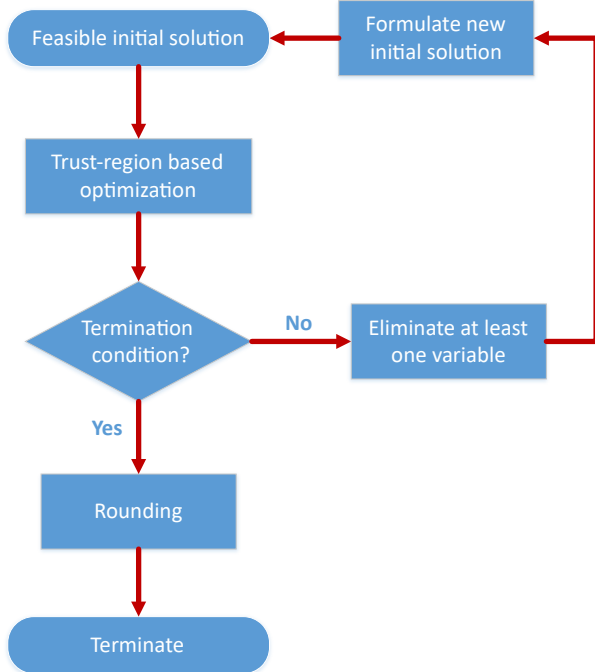 Feasible initial solution
Formulate new
initial solution
Trust-region based
optimization
Termination
condition?
No
Eliminate at least
one variable
Yes
Rounding
Terminate